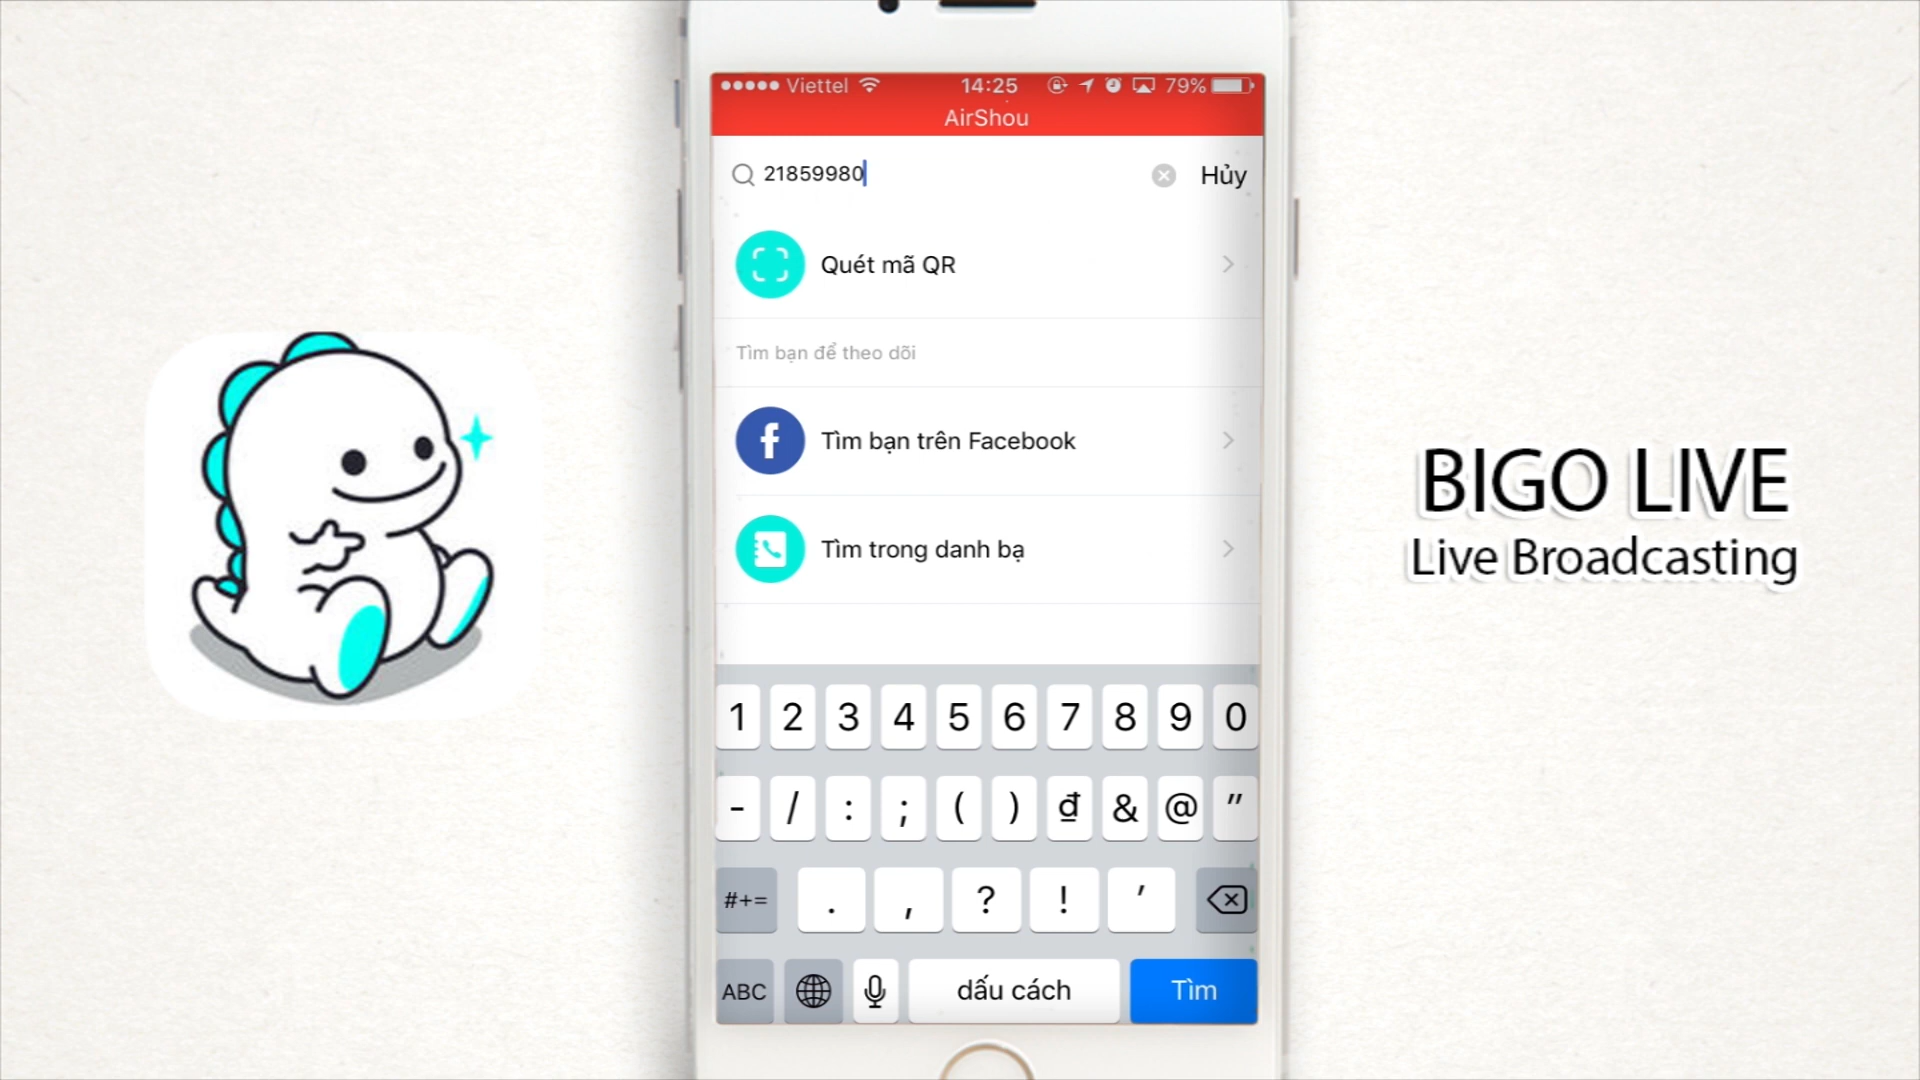 Viettel 14:25 79%
AirShou
21859980 Hủy
Quét mã QR
Tìm bạn để theo dõi
Tìm bạn trên Facebook
Tìm trong danh bạ
1 2 3 4 5 6 7 8 9 0
- / : ; ( ) ₫ & @ "
#+= . , ? ! '
ABC dấu cách Tìm
BIGO LIVE
Live Broadcasting